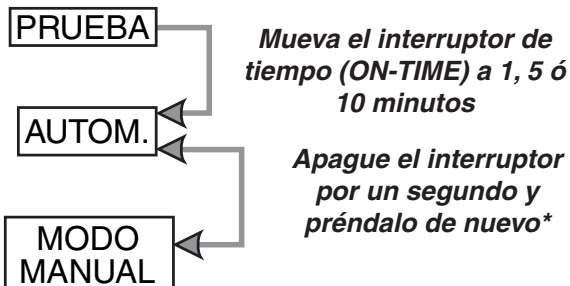 PRUEBA
Mueva el interruptor de
tiempo (ON-TIME) a 1, 5 ó
10 minutos
AUTOM.
Apague el interruptor
por un segundo y
préndalo de nuevo*
MODO
MANUAL